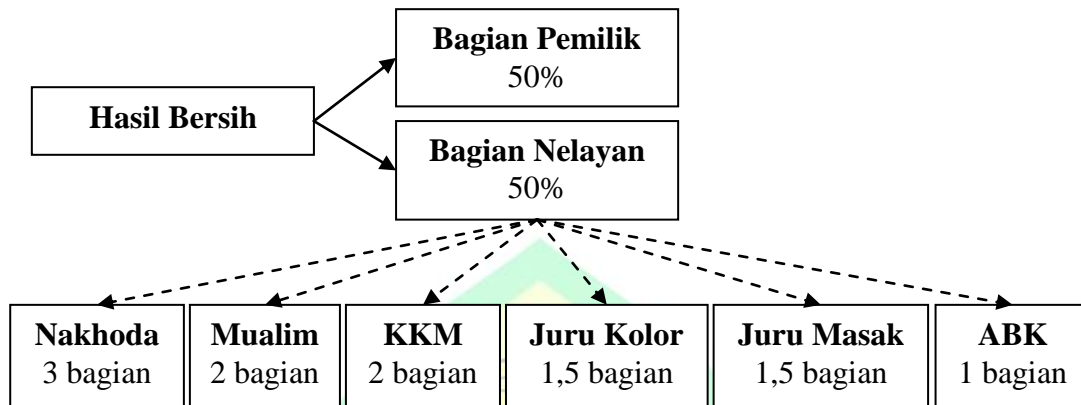 Bagian Pemilik
50%
Hasil Bersih
Bagian Nelayan
50%
Nakhoda
3 bagian
Mualim
2 bagian
KKM
2 bagian
Juru Kolor
1,5 bagian
Juru Masak
1,5 bagian
ABK
1 bagian